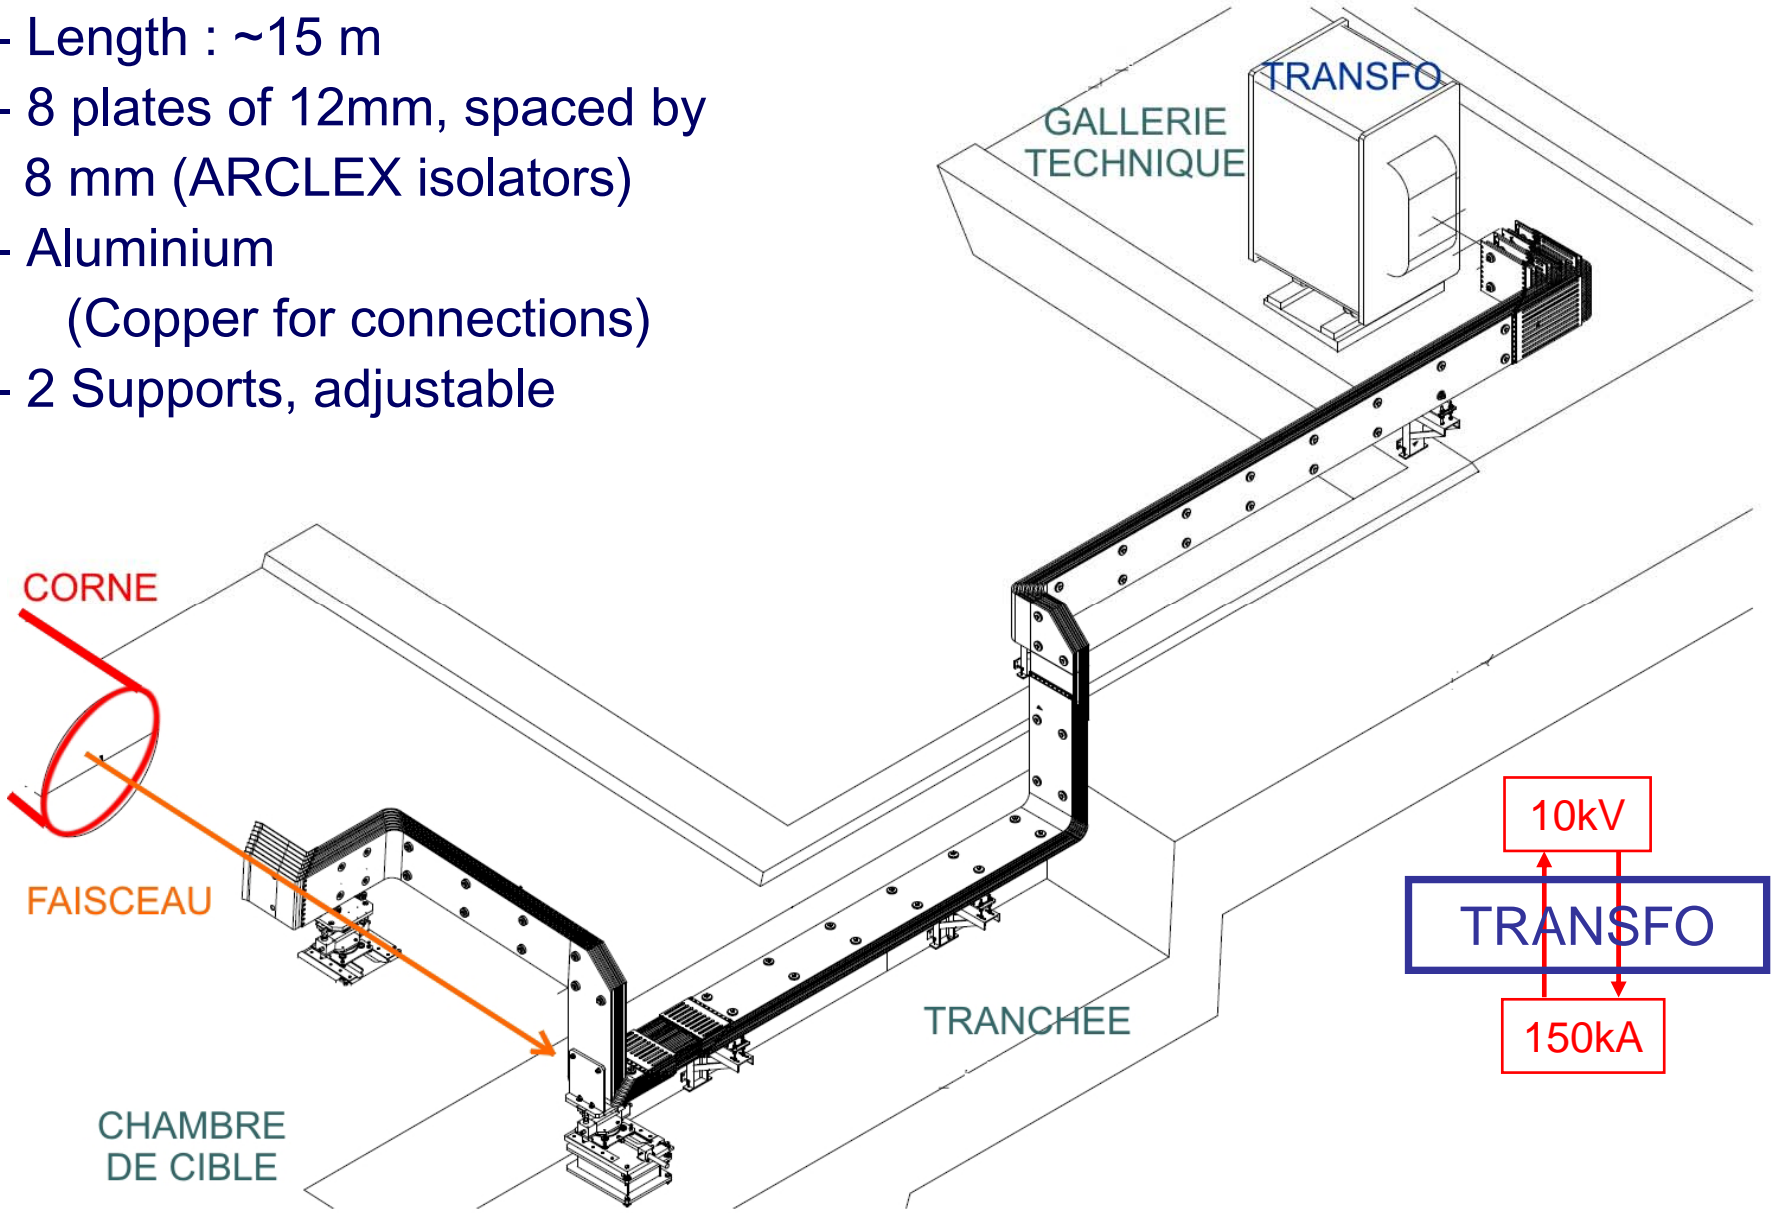 - Length : ~15 m
- 8 plates of 12mm, spaced by
8 mm (ARCLEX isolators)
- Aluminium
(Copper for connections)
- 2 Supports, adjustable
TRANSFO
GALLERIE
TECHNIQUE
CORNE
FAISCEAU
TRANCHEE
CHAMBRE
DE CIBLE
10kV
TRANSFO
150kA